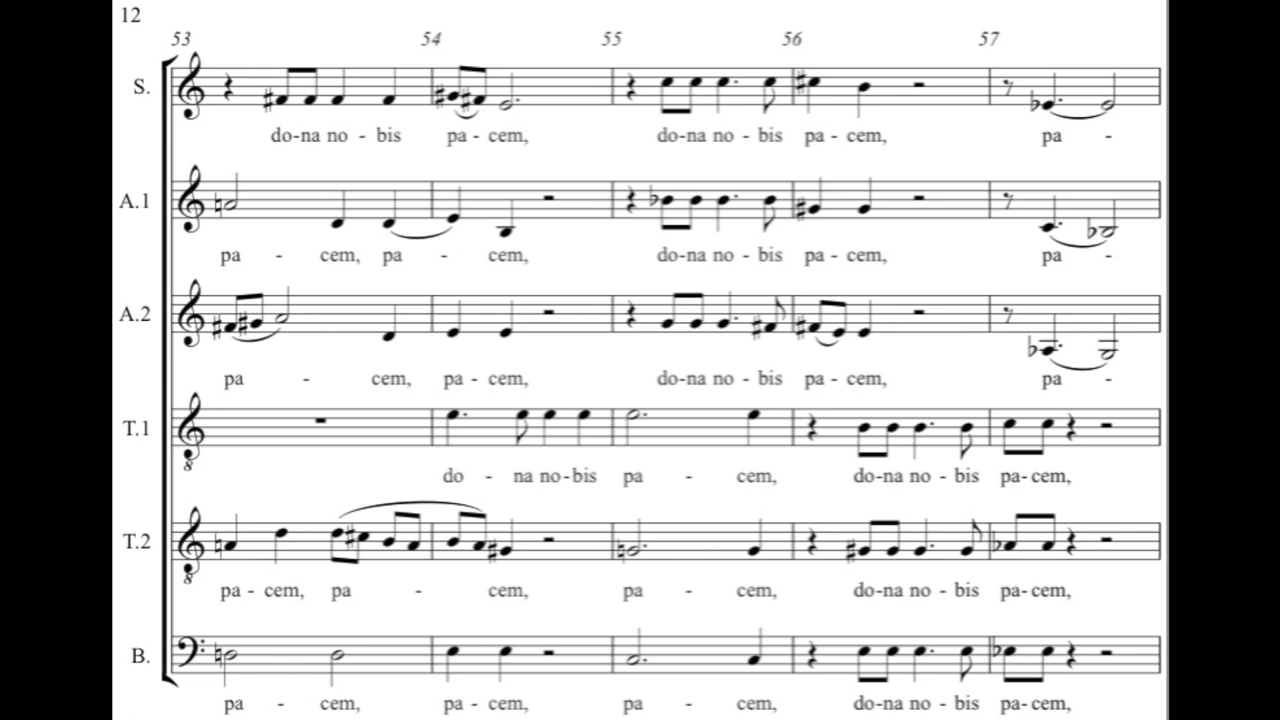 12
53 54 55 56 57
S.
do-na no - bis pa - cem, do-na no - bis pa - cem, pa -
A.1
pa - cem, pa - cem, do-na no - bis pa - cem, pa -
A.2
pa - cem, pa - cem, do-na no - bis pa - cem, pa -
T.1
8
do - na no-bis pa - cem, do-na no - bis pa- cem,
T.2
8
pa - cem, pa - cem, pa - cem, do-na no - bis pa- cem,
B.
pa - cem, pa - cem, pa - cem, do-na no - bis pa- cem,